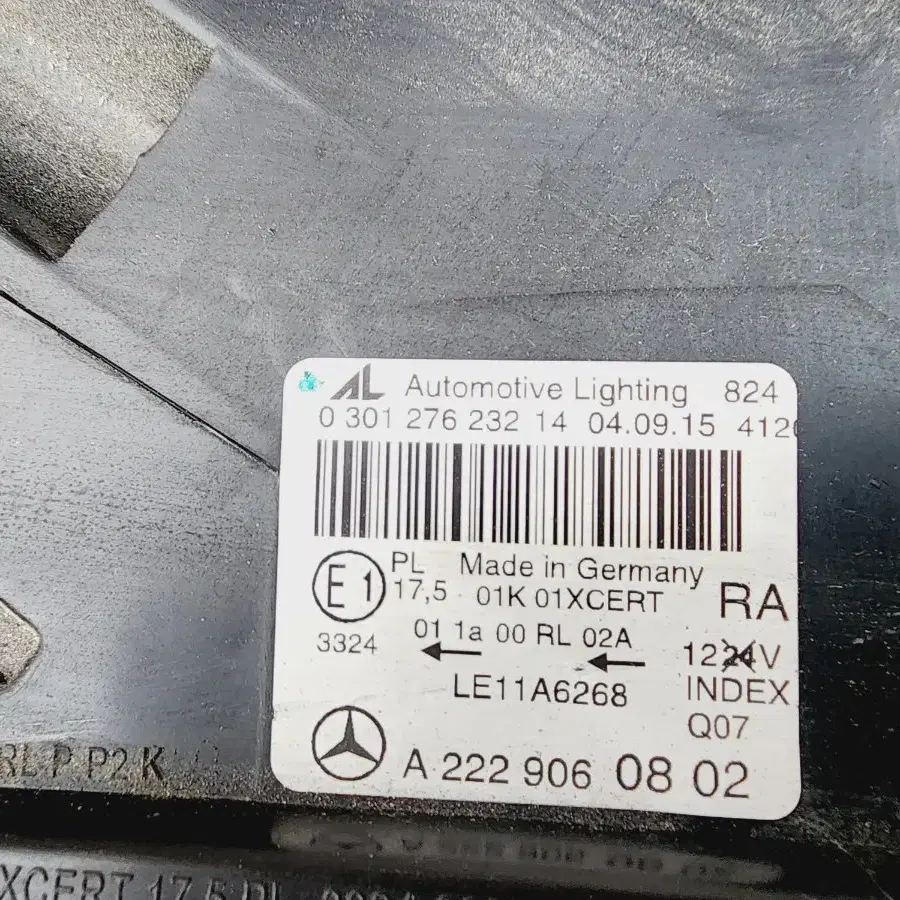 AL Automotive Lighting 824
0 301 276 232 14 04.09.15 412
E1 PL Made in Germany
17,5 01K 01XCERT RA
3324 01 1a 00 RL 02A
12 24V
LE11A6268 INDEX
Q07
A 222 906 08 02
RL P P2 K
XCERT 17,5 PL